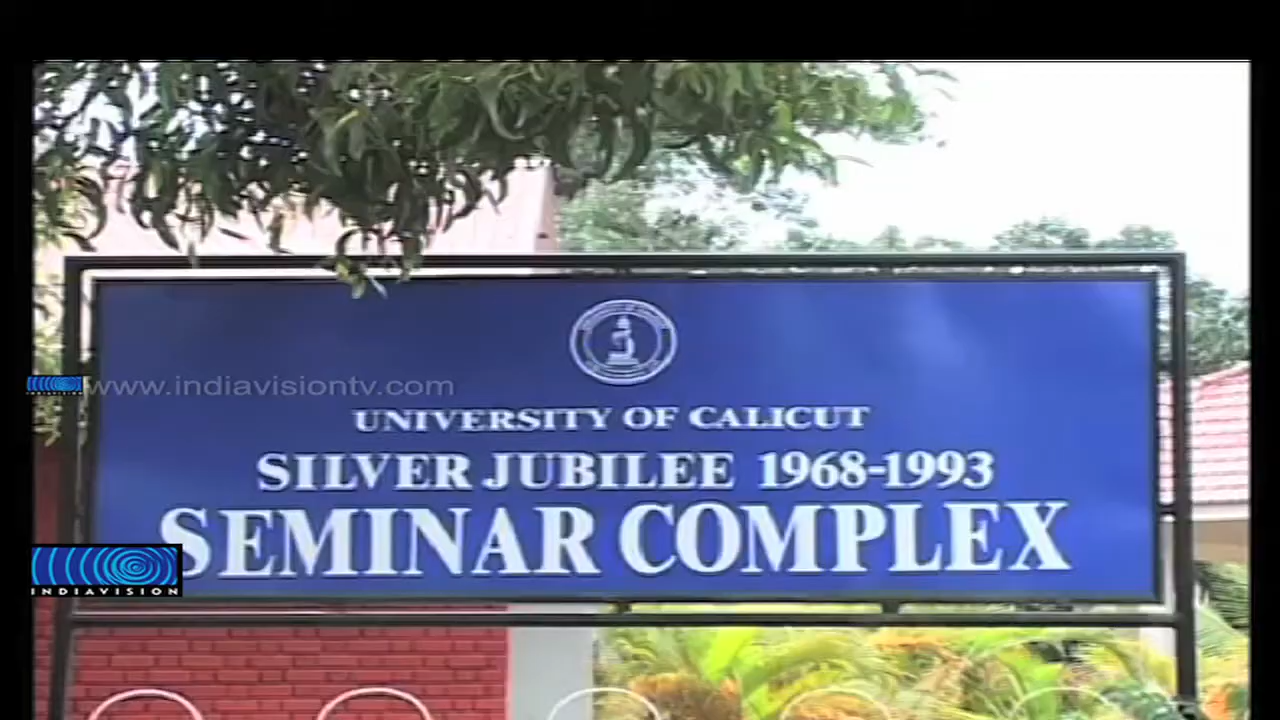 www.indiavisiontv.com
UNIVERSITY OF CALICUT
SILVER JUBILEE 1968-1993
SEMINAR COMPLEX
INDIAVISION